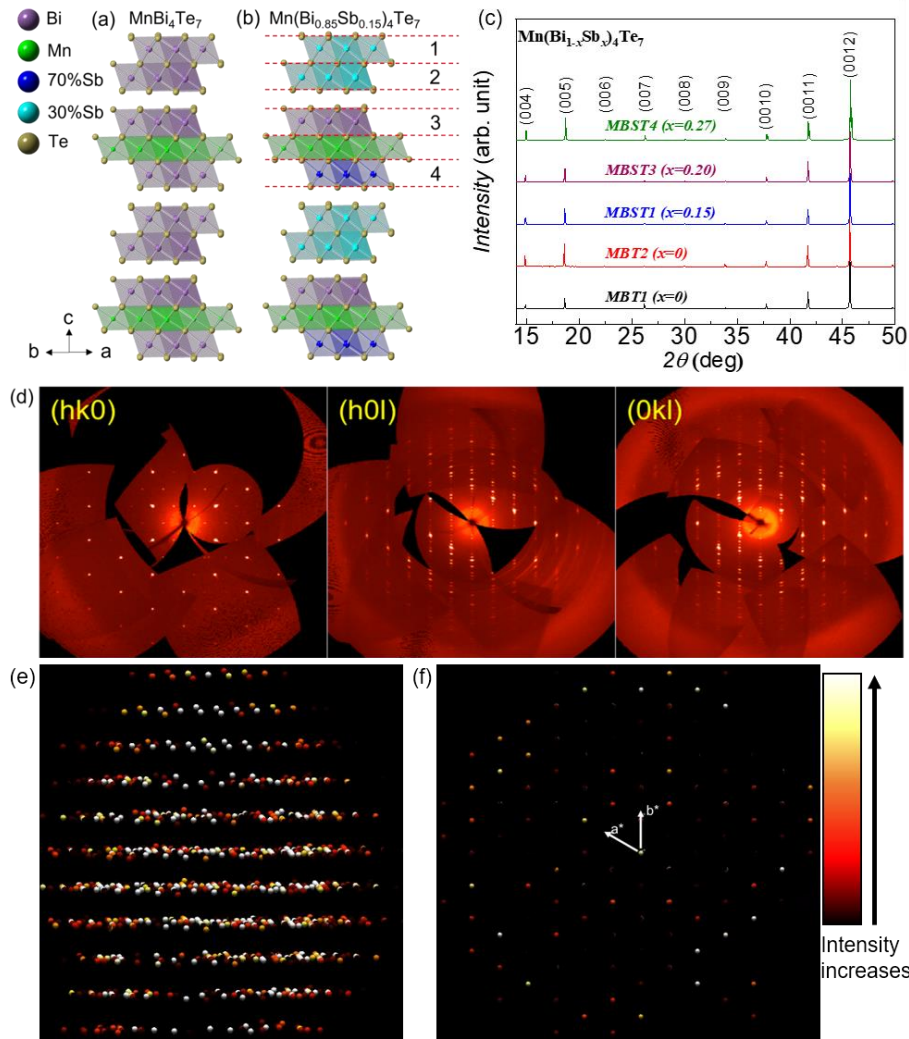 Bi
Mn
70%Sb
30%Sb
Te
(a) MnBi₄Te₇
c
b
a
(b) Mn(Bi₀.₈₅Sb₀.₁₅)₄Te₇
1
2
3
4
(c)
Mn(Bi₁₋ₓSbₓ)₄Te₇
Intensity (arb. unit)
(004)
(005)
(006)
(007)
(008)
(009)
(0010)
(0011)
(0012)
MBST4 (x=0.27)
MBST3 (x=0.20)
MBST1 (x=0.15)
MBT2 (x=0)
MBT1 (x=0)
15 20 25 30 35 40 45 50
2θ (deg)
(d)
(hk0)
(h0l)
(0kl)
(e)
(f)
a*
b*
Intensity
increases